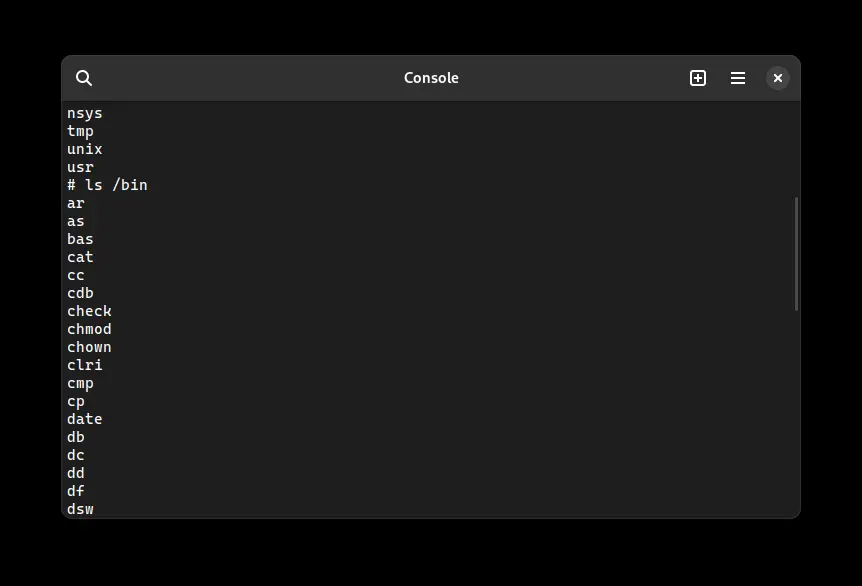 Console
nsys
tmp
unix
usr
# ls /bin
ar
as
bas
cat
cc
cdb
check
chmod
chown
clri
cmp
cp
date
db
dc
dd
df
dsw